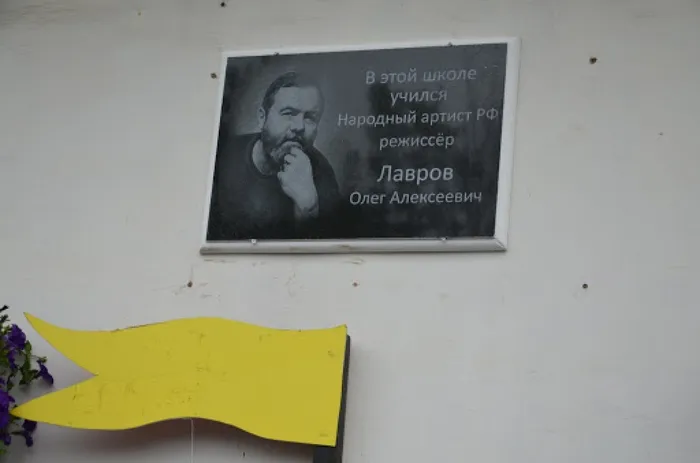 В этой школе
учился
Народный артист РФ
режиссёр
Лавров
Олег Алексеевич